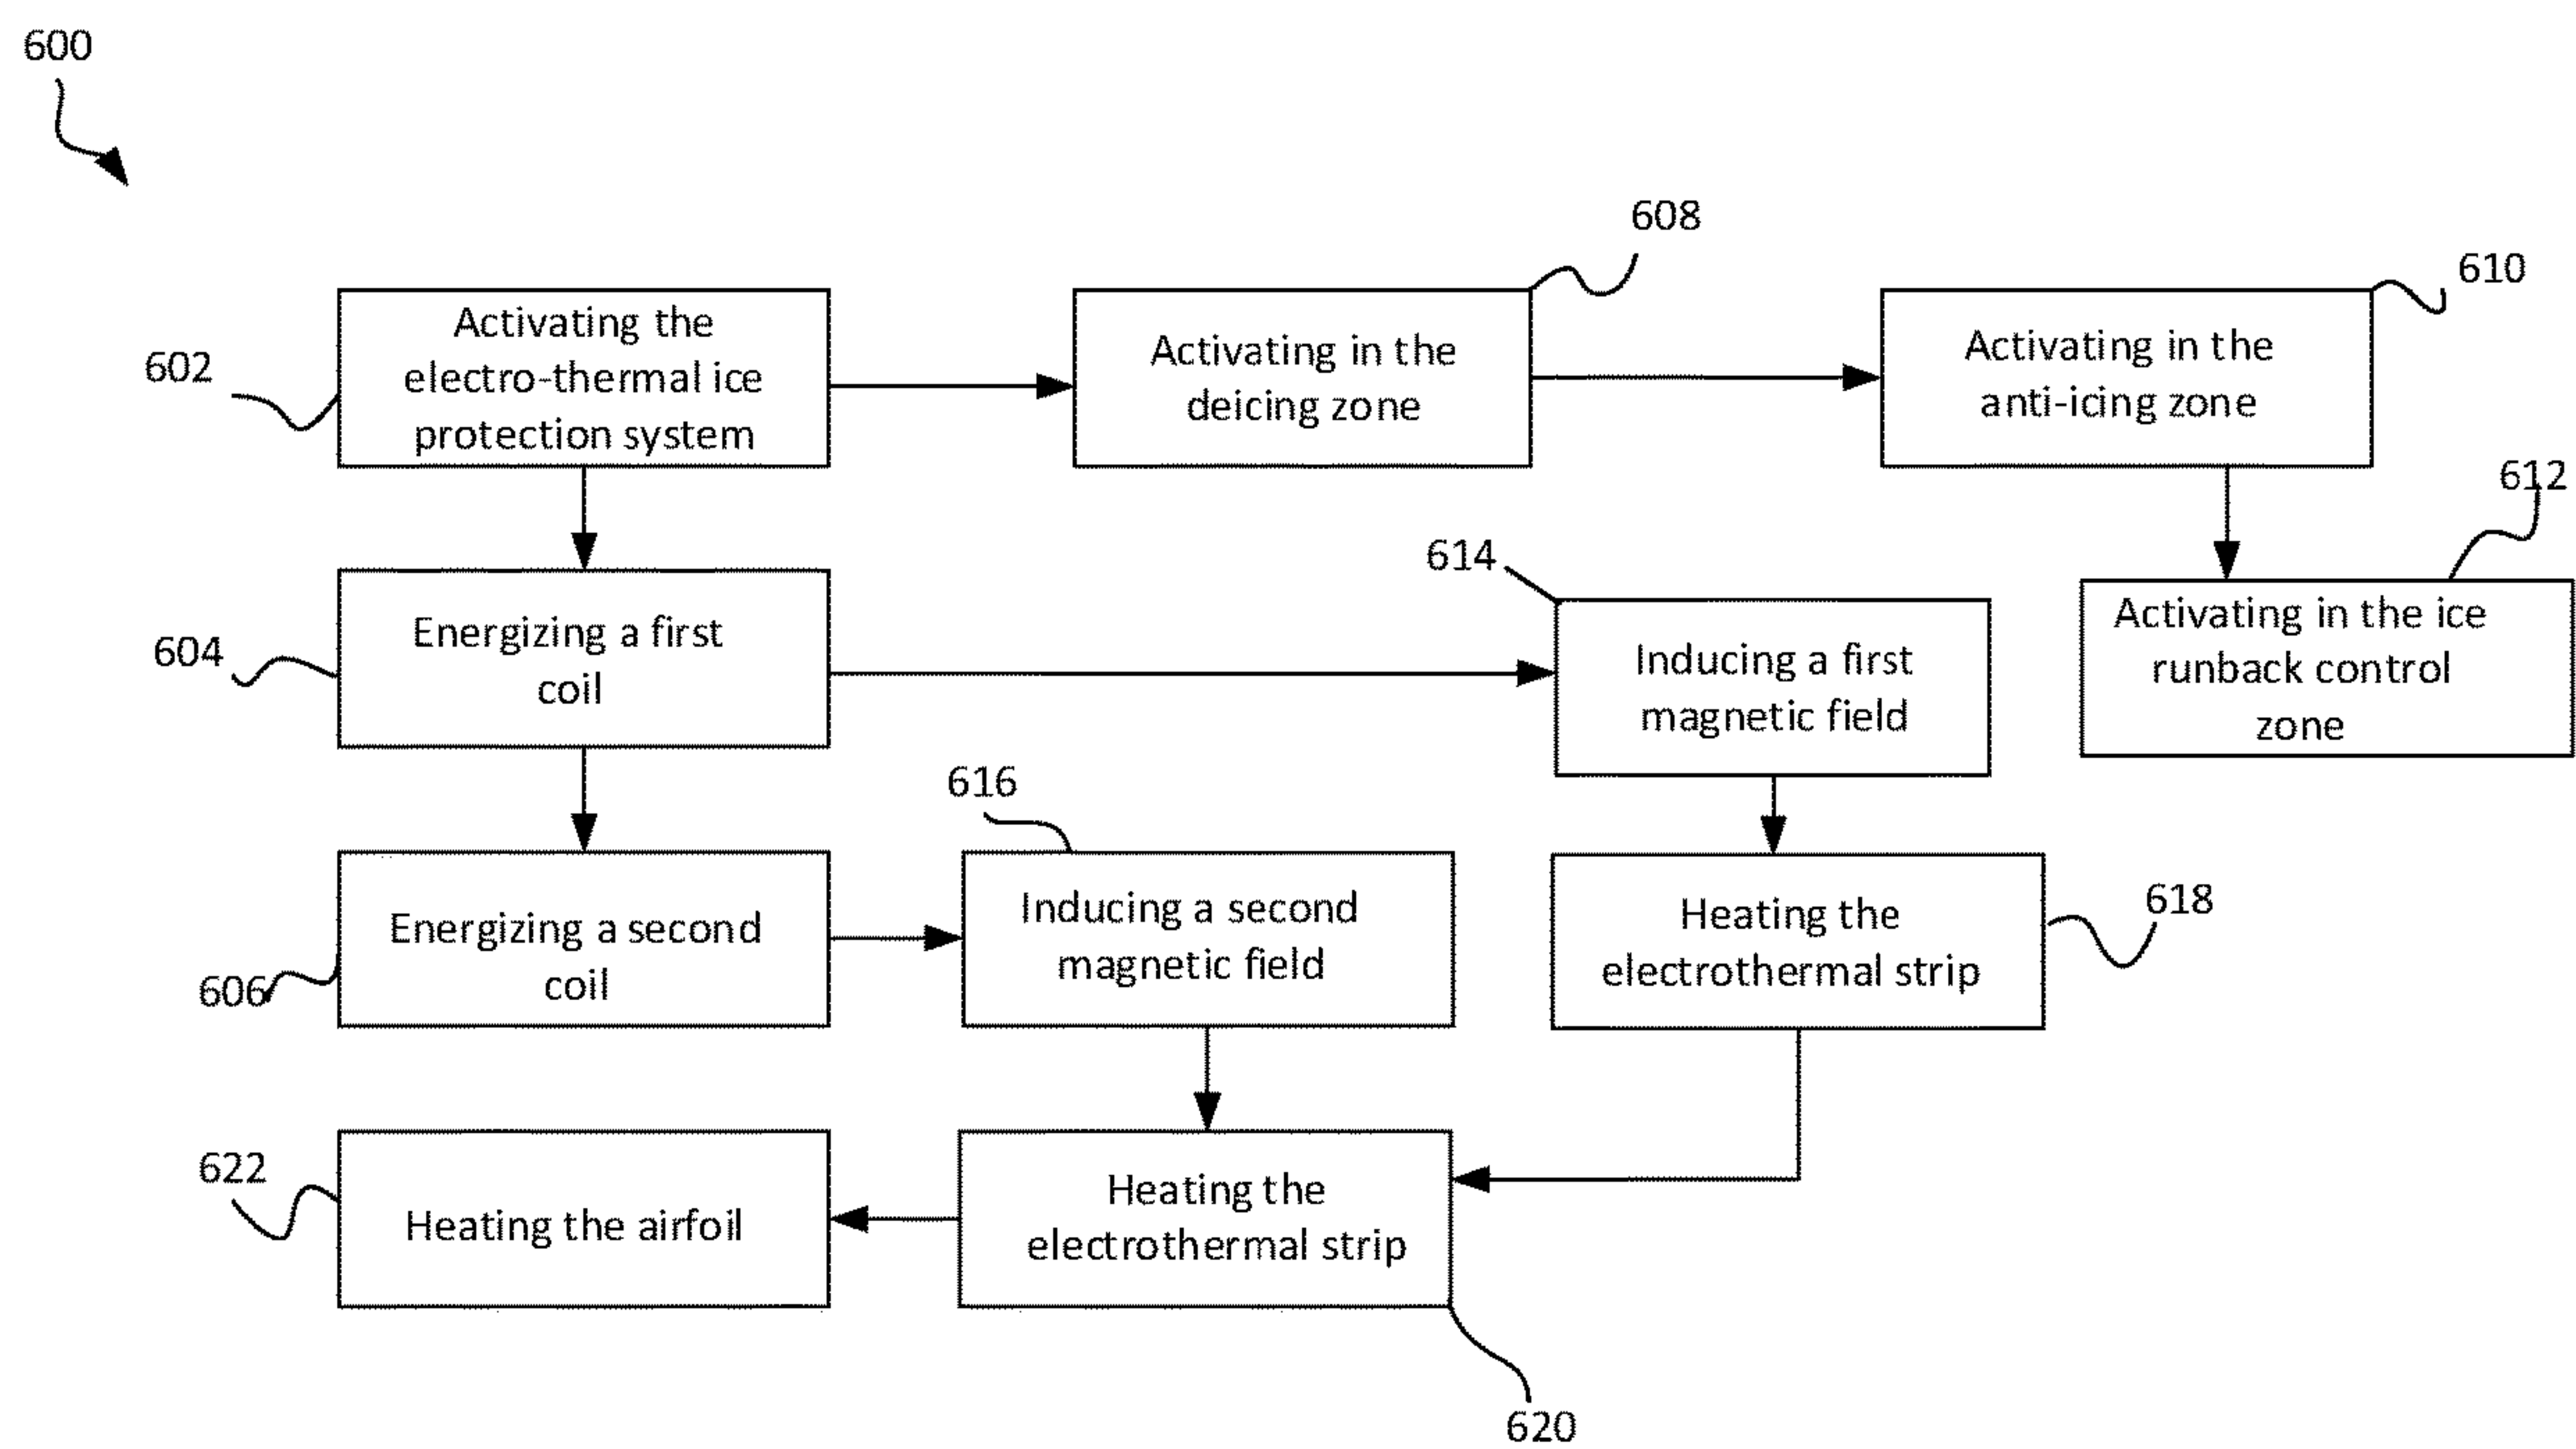 600
608
610
602
Activating the
electro-thermal ice
protection system
Activating in the
deicing zone
Activating in the
anti-icing zone
612
614
604
Energizing a first
coil
Inducing a first
magnetic field
Activating in the ice
runback control
zone
616
606
Energizing a second
coil
Inducing a second
magnetic field
Heating the
electrothermal strip
618
622
Heating the airfoil
Heating the
electrothermal strip
620